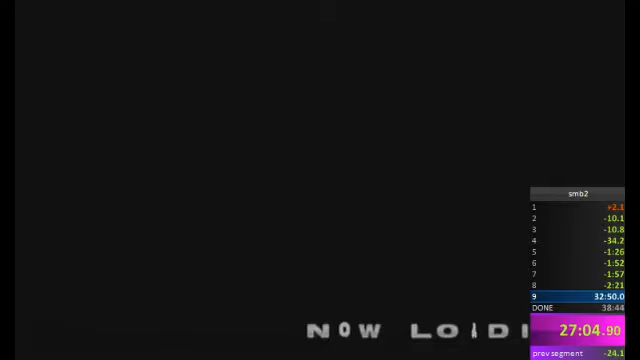 smb2
1 +2.1
2 -10.1
3 -10.8
4 -34.2
5 -1:26
6 -1:52
7 -1:57
8 -2:21
9 32:50.0
DONE 38:44
27:04.90
prev segment -24.1
NOW LOADI